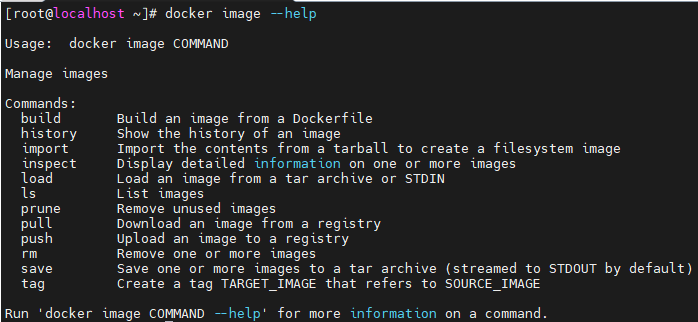 [root@localhost ~]# docker image --help
Usage:  docker image COMMAND
Manage images
Commands:
  build       Build an image from a Dockerfile
  history     Show the history of an image
  import      Import the contents from a tarball to create a filesystem image
  inspect     Display detailed information on one or more images
  load        Load an image from a tar archive or STDIN
  ls          List images
  prune       Remove unused images
  pull        Download an image from a registry
  push        Upload an image to a registry
  rm          Remove one or more images
  save        Save one or more images to a tar archive (streamed to STDOUT by default)
  tag         Create a tag TARGET_IMAGE that refers to SOURCE_IMAGE
Run 'docker image COMMAND --help' for more information on a command.